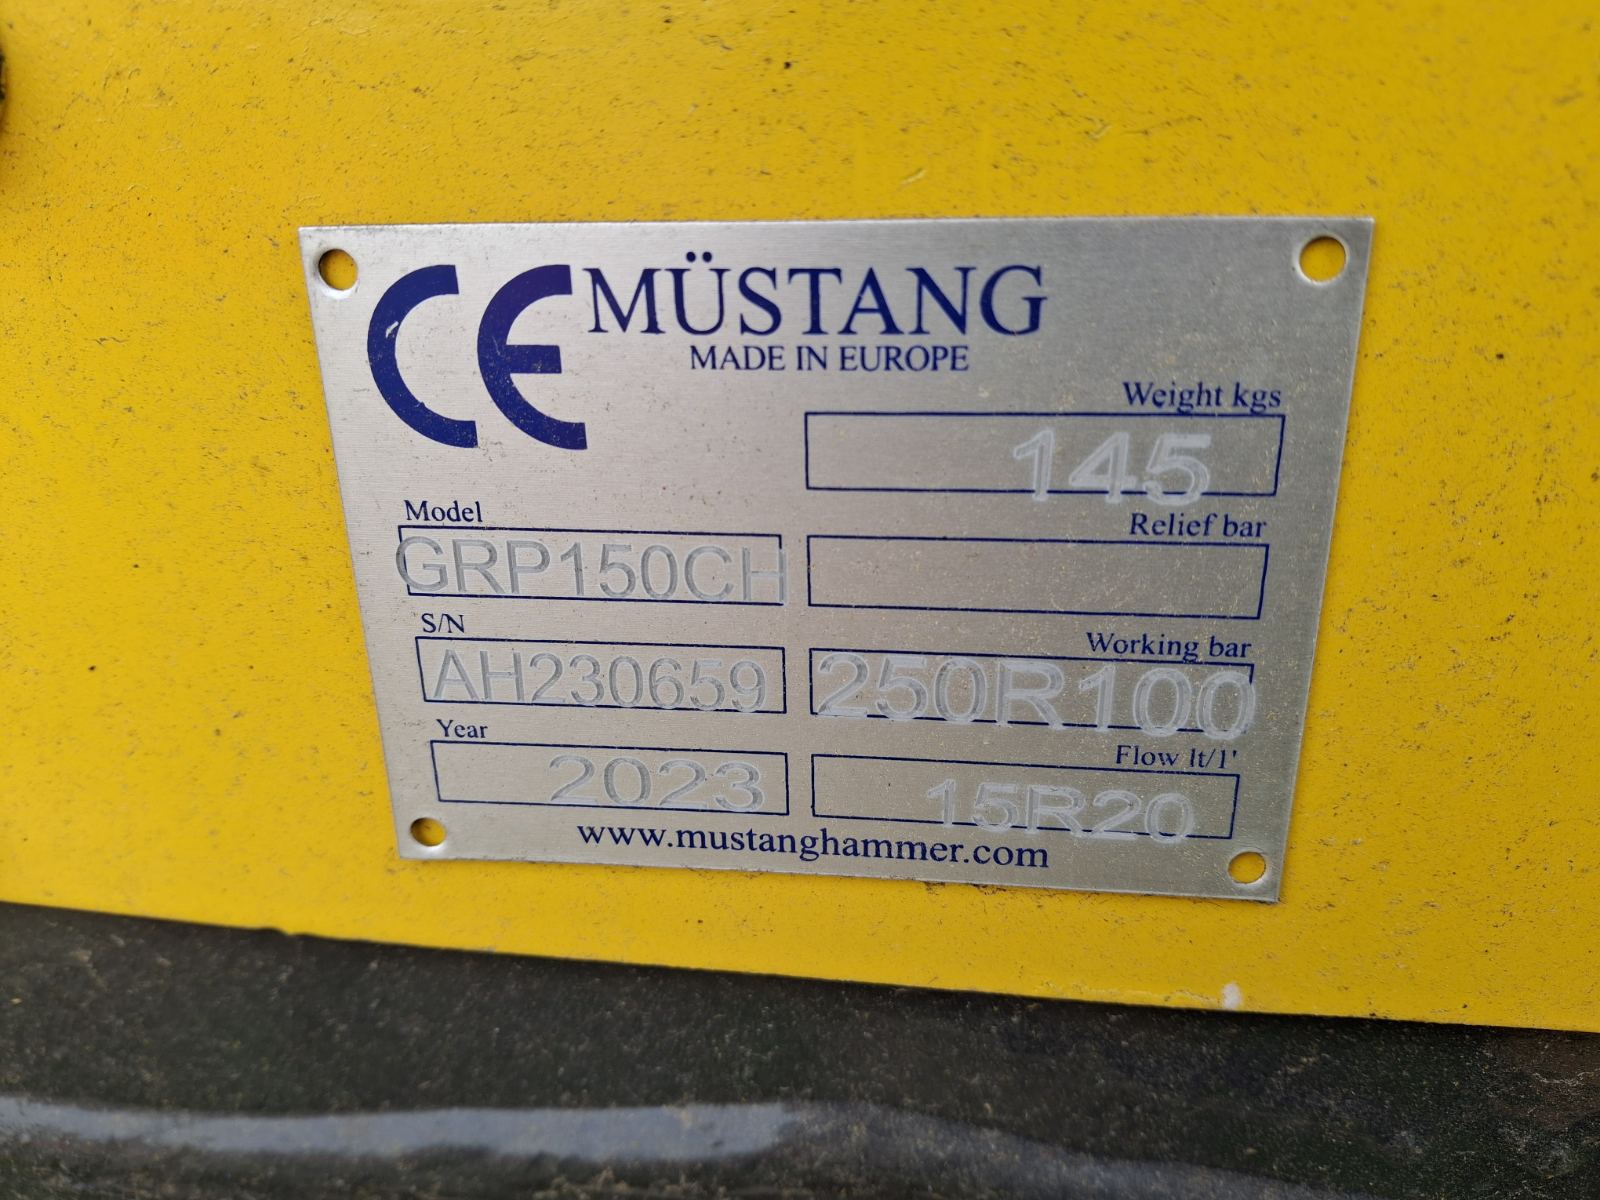 CE MÜSTANG
MADE IN EUROPE
Weight kgs
145
Model
GRP150CH
Relief bar
S/N
AH230659
Working bar
250R100
Year
2023
Flow lt/1'
15R20
www.mustanghammer.com